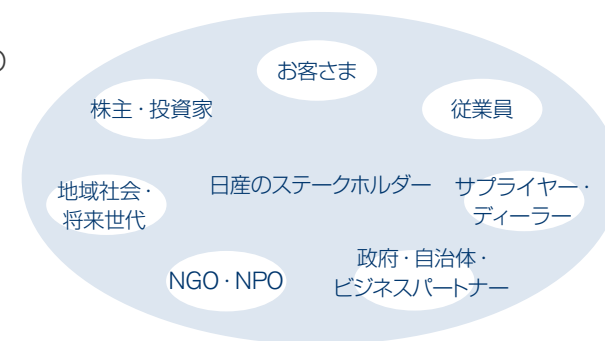 お客さま
株主・投資家
従業員
地域社会・
将来世代
日産のステークホルダー
サプライヤー・
ディーラー
NGO・NPO
政府・自治体・
ビジネスパートナー